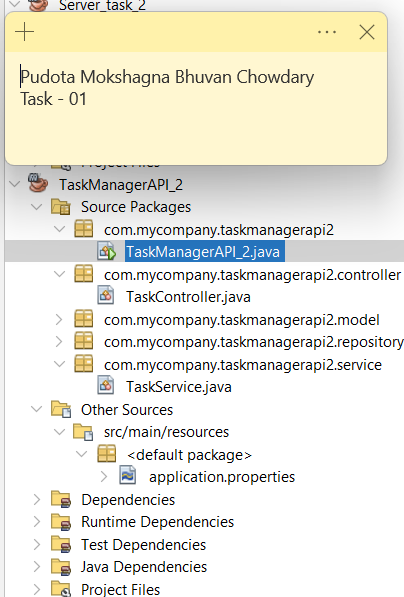 Server_task_2
Pudota Mokshagna Bhuvan Chowdary
Task - 01
Project Files
TaskManagerAPI_2
Source Packages
com.mycompany.taskmanagerapi2
TaskManagerAPI_2.java
com.mycompany.taskmanagerapi2.controller
TaskController.java
com.mycompany.taskmanagerapi2.model
com.mycompany.taskmanagerapi2.repository
com.mycompany.taskmanagerapi2.service
TaskService.java
Other Sources
src/main/resources
<default package>
application.properties
Dependencies
Runtime Dependencies
Test Dependencies
Java Dependencies
Project Files